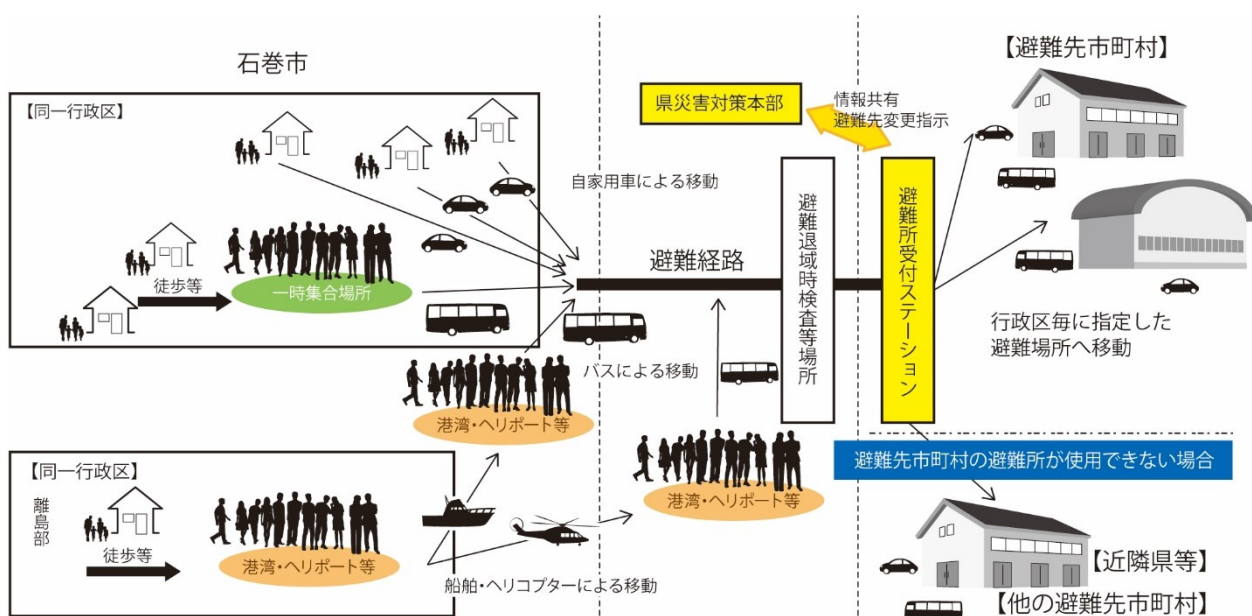 石巻市
【同一行政区】
徒歩等
一時集合場所
自家用車による移動
避難経路
バスによる移動
港湾・ヘリポート等
【同一行政区】
離島部
徒歩等
港湾・ヘリポート等
船舶・ヘリコプターによる移動
港湾・ヘリポート等
県災害対策本部
情報共有
避難先変更指示
避難退域時検査等場所
避難所受付ステーション
【避難先市町村】
行政区毎に指定した
避難場所へ移動
避難先市町村の避難所が使用できない場合
【近隣県等】
【他の避難先市町村】